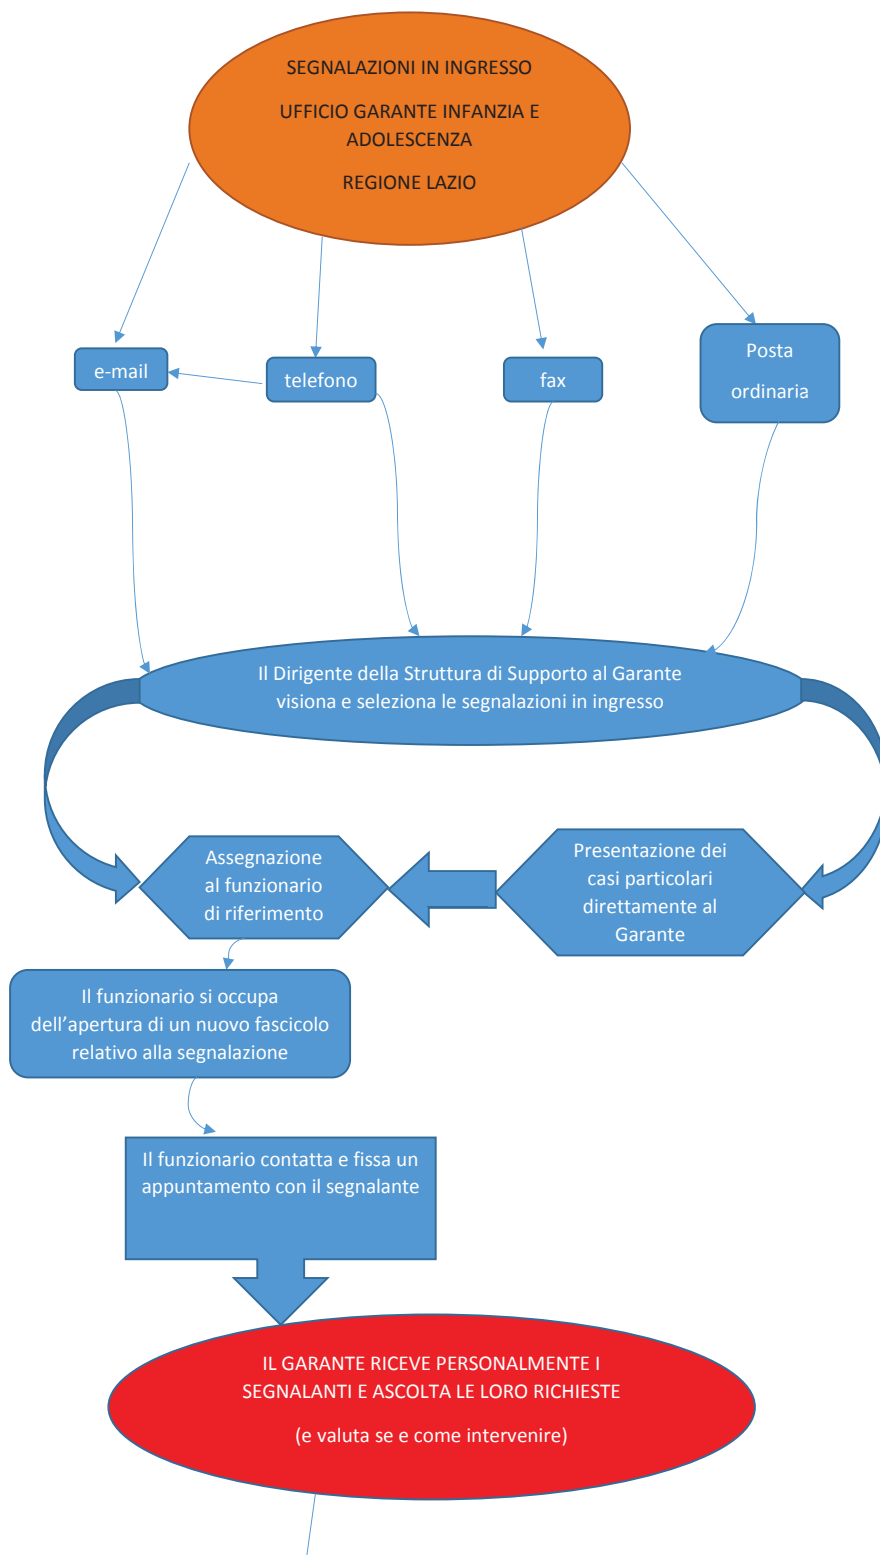 SEGNALAZIONI IN INGRESSO
UFFICIO GARANTE INFANZIA E
ADOLESCENZA
REGIONE LAZIO
e-mail
telefono
fax
Posta
ordinaria
Il Dirigente della Struttura di Supporto al Garante
visiona e seleziona le segnalazioni in ingresso
Assegnazione
al funzionario
di riferimento
Presentazione dei
casi particolari
direttamente al
Garante
Il funzionario si occupa
dell’apertura di un nuovo fascicolo
relativo alla segnalazione
Il funzionario contatta e fissa un
appuntamento con il segnalante
IL GARANTE RICEVE PERSONALMENTE I
SEGNALANTI E ASCOLTA LE LORO RICHIESTE
(e valuta se e come intervenire)